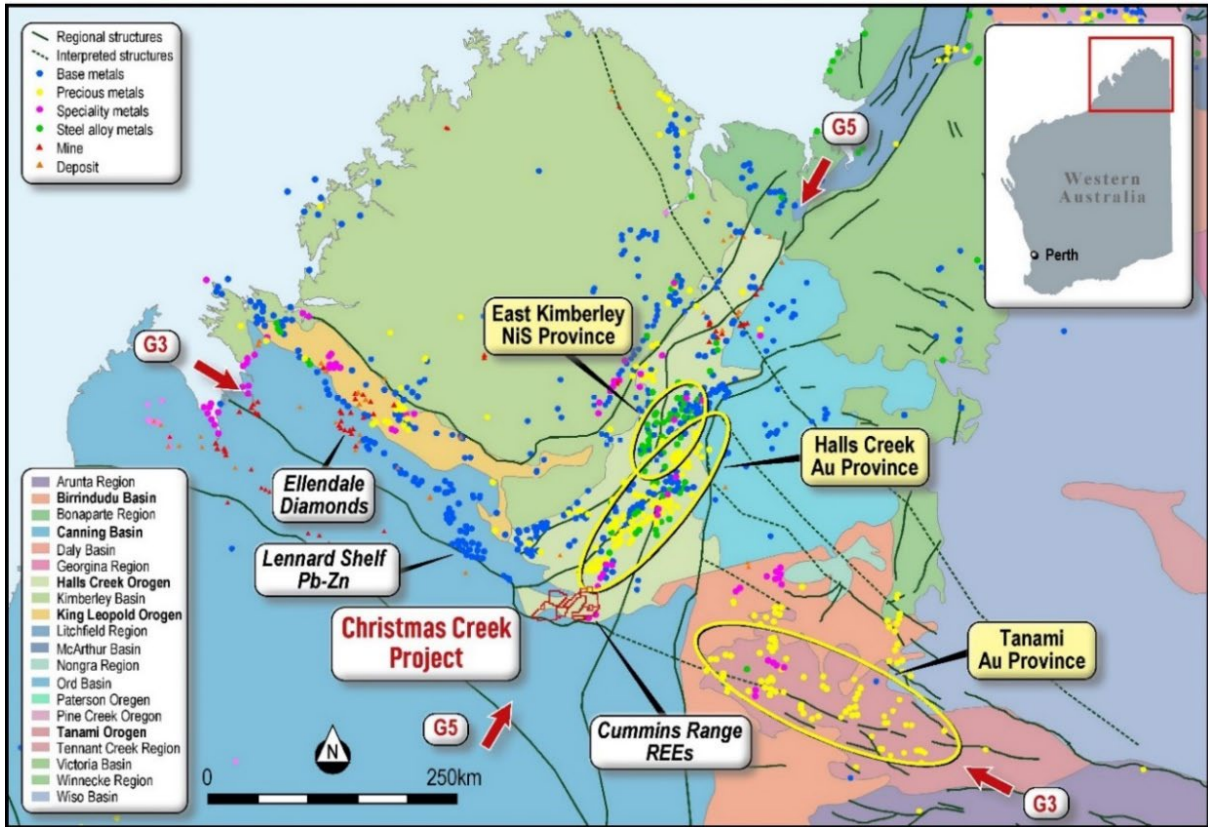 Regional structures
Interpreted structures
Base metals
Precious metals
Speciality metals
Steel alloy metals
Mine
Deposit
G5
Western
Australia
Perth
East Kimberley
NiS Province
G3
Halls Creek
Au Province
Ellendale
Diamonds
Lennard Shelf
Pb-Zn
Christmas Creek
Project
Tanami
Au Province
Cummins Range
REEs
G5
G3
N
0
250km
Arunta Region
Birrindudu Basin
Bonaparte Region
Canning Basin
Daly Basin
Georgina Region
Halls Creek Orogen
Kimberley Basin
King Leopold Orogen
Litchfield Region
McArthur Basin
Nongra Region
Ord Basin
Paterson Oregen
Pine Creek Oregon
Tanami Orogen
Tennant Creek Region
Victoria Basin
Winnecke Region
Wiso Basin